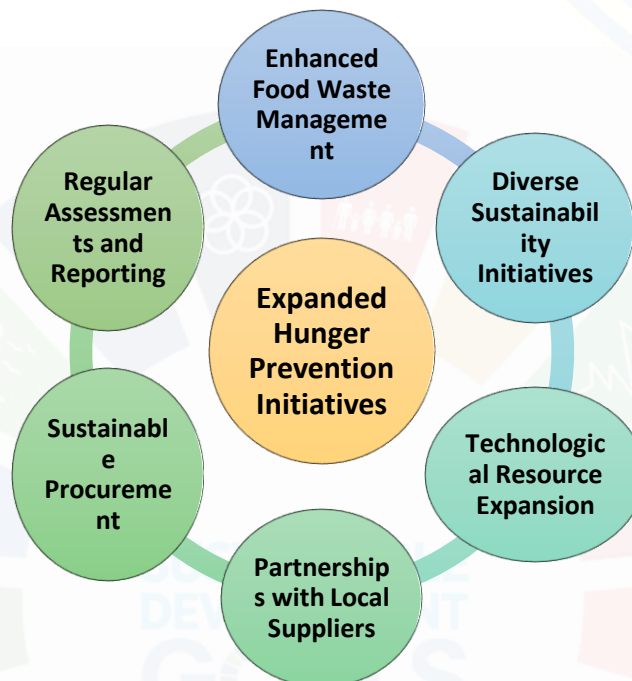 Enhanced
Food Waste
Manageme
nt
Diverse
Sustainabil
ity
Initiatives
Technologic
al Resource
Expansion
Partnership
s with Local
Suppliers
Sustainabl
e
Procureme
nt
Regular
Assessmen
ts and
Reporting
Expanded
Hunger
Prevention
Initiatives